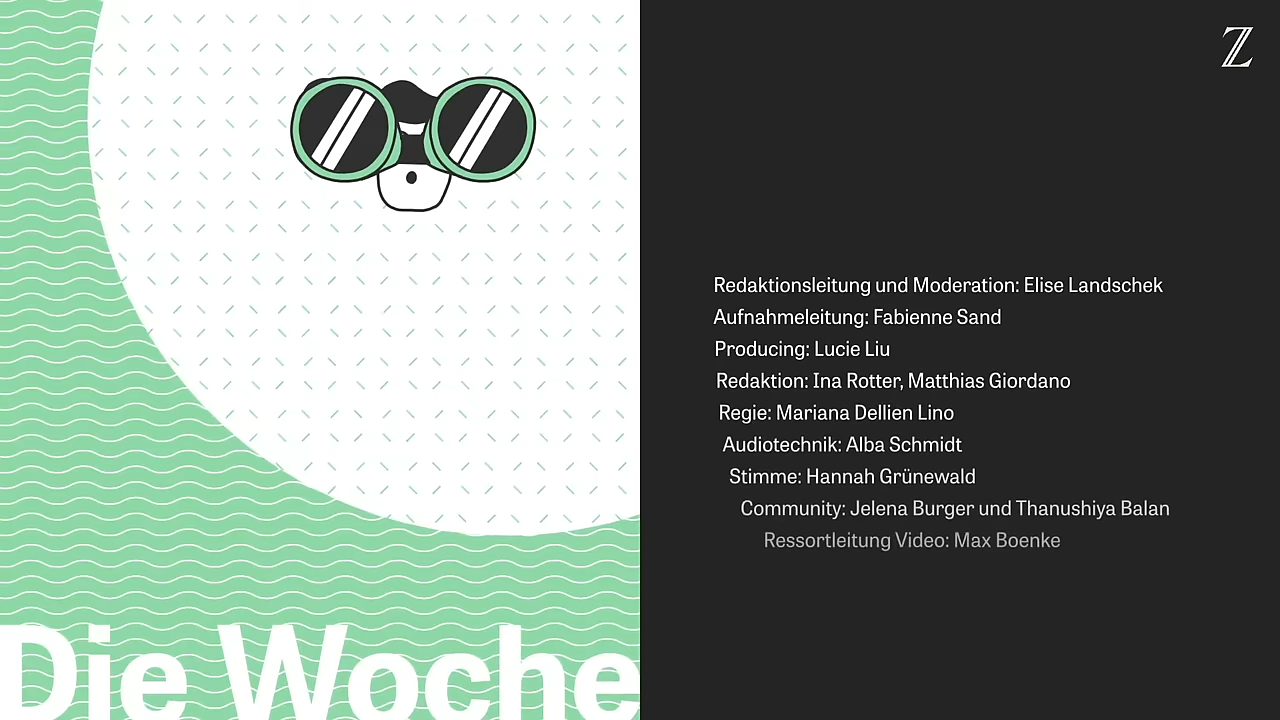 Z
Redaktionsleitung und Moderation: Elise Landschek
Aufnahmeleitung: Fabienne Sand
Producing: Lucie Liu
Redaktion: Ina Rotter, Matthias Giordano
Regie: Mariana Dellien Lino
Audiotechnik: Alba Schmidt
Stimme: Hannah Grünewald
Community: Jelena Burger und Thanushiya Balan
Ressortleitung Video: Max Boenke
Die Woche